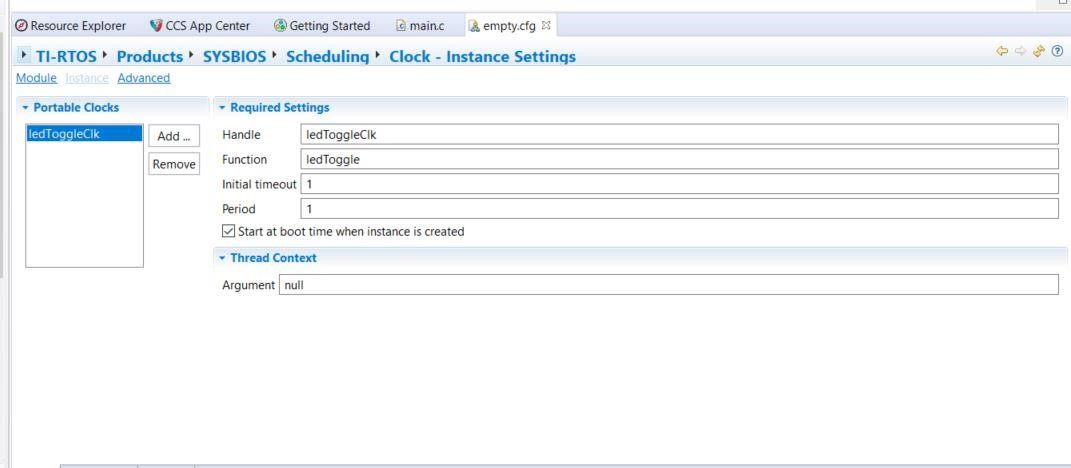 Resource Explorer CCS App Center Getting Started main.c empty.cfg
TI-RTOS Products SYSBIOS Scheduling Clock - Instance Settings
Module Instance Advanced
Portable Clocks
ledToggleClk
Add ...
Remove
Required Settings
Handle ledToggleClk
Function ledToggle
Initial timeout 1
Period 1
Start at boot time when instance is created
Thread Context
Argument null